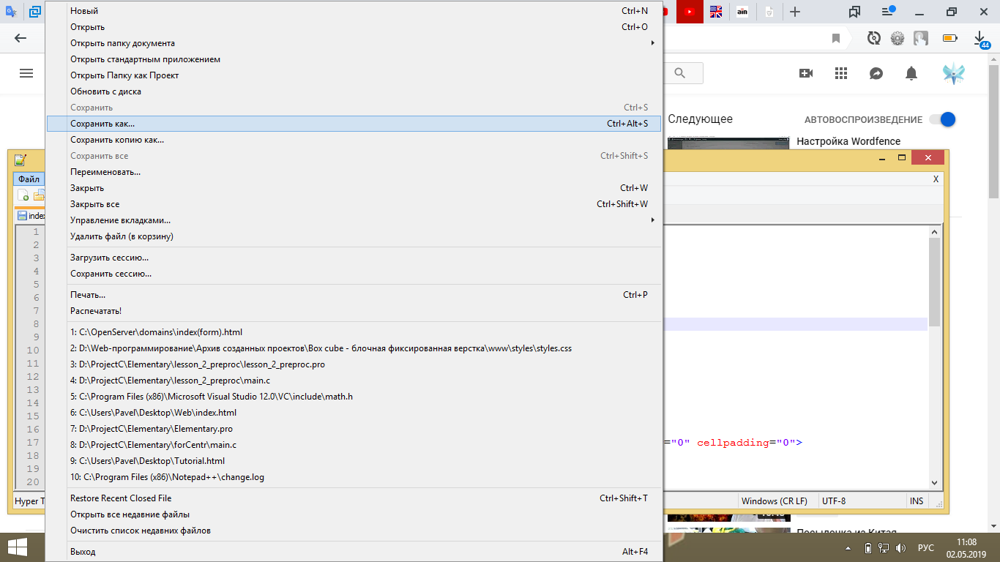 Новый Ctrl+N
Открыть Ctrl+O
Открыть папку документа
Открыть стандартным приложением
Открыть Папку как Проект
Обновить с диска
Сохранить Ctrl+S
Сохранить как... Ctrl+Alt+S
Сохранить копию как...
Сохранить все Ctrl+Shift+S
Переименовать...
Закрыть Ctrl+W
Закрыть все Ctrl+Shift+W
Управление вкладками...
Удалить файл (в корзину)
Загрузить сессию...
Сохранить сессию...
Печать... Ctrl+P
Распечатать!
1: C:\OpenServer\domains\index(form).html
2: D:\Web-программирование\Архив созданных проектов\Box cube - блочная фиксированная верстка\www\styles\styles.css
3: D:\ProjectC\Elementary\lesson_2_preproc\lesson_2_preproc.pro
4: D:\ProjectC\Elementary\lesson_2_preproc\main.c
5: C:\Program Files (x86)\Microsoft Visual Studio 12.0\VC\include\math.h
6: C:\Users\Pavel\Desktop\Web\index.html
7: D:\ProjectC\Elementary\Elementary.pro
8: D:\ProjectC\Elementary\forCentr\main.c
9: C:\Users\Pavel\Desktop\Tutorial.html
10: C:\Program Files (x86)\Notepad++\change.log
Restore Recent Closed File Ctrl+Shift+T
Открыть все недавние файлы
Очистить список недавних файлов
Выход Alt+F4
ain
44
Следующее АВТОВОСПРОИЗВЕДЕНИЕ
Настройка Wordfence
Файл
X
index
1
2
3
4
5
6
7
8
9
10
11
12
13
14
15
16
17
18
19
20
="0" cellpadding="0">
Hyper T
Windows (CR LF) UTF-8 INS
Посылочка из Китая
РУС
11:08
02.05.2019